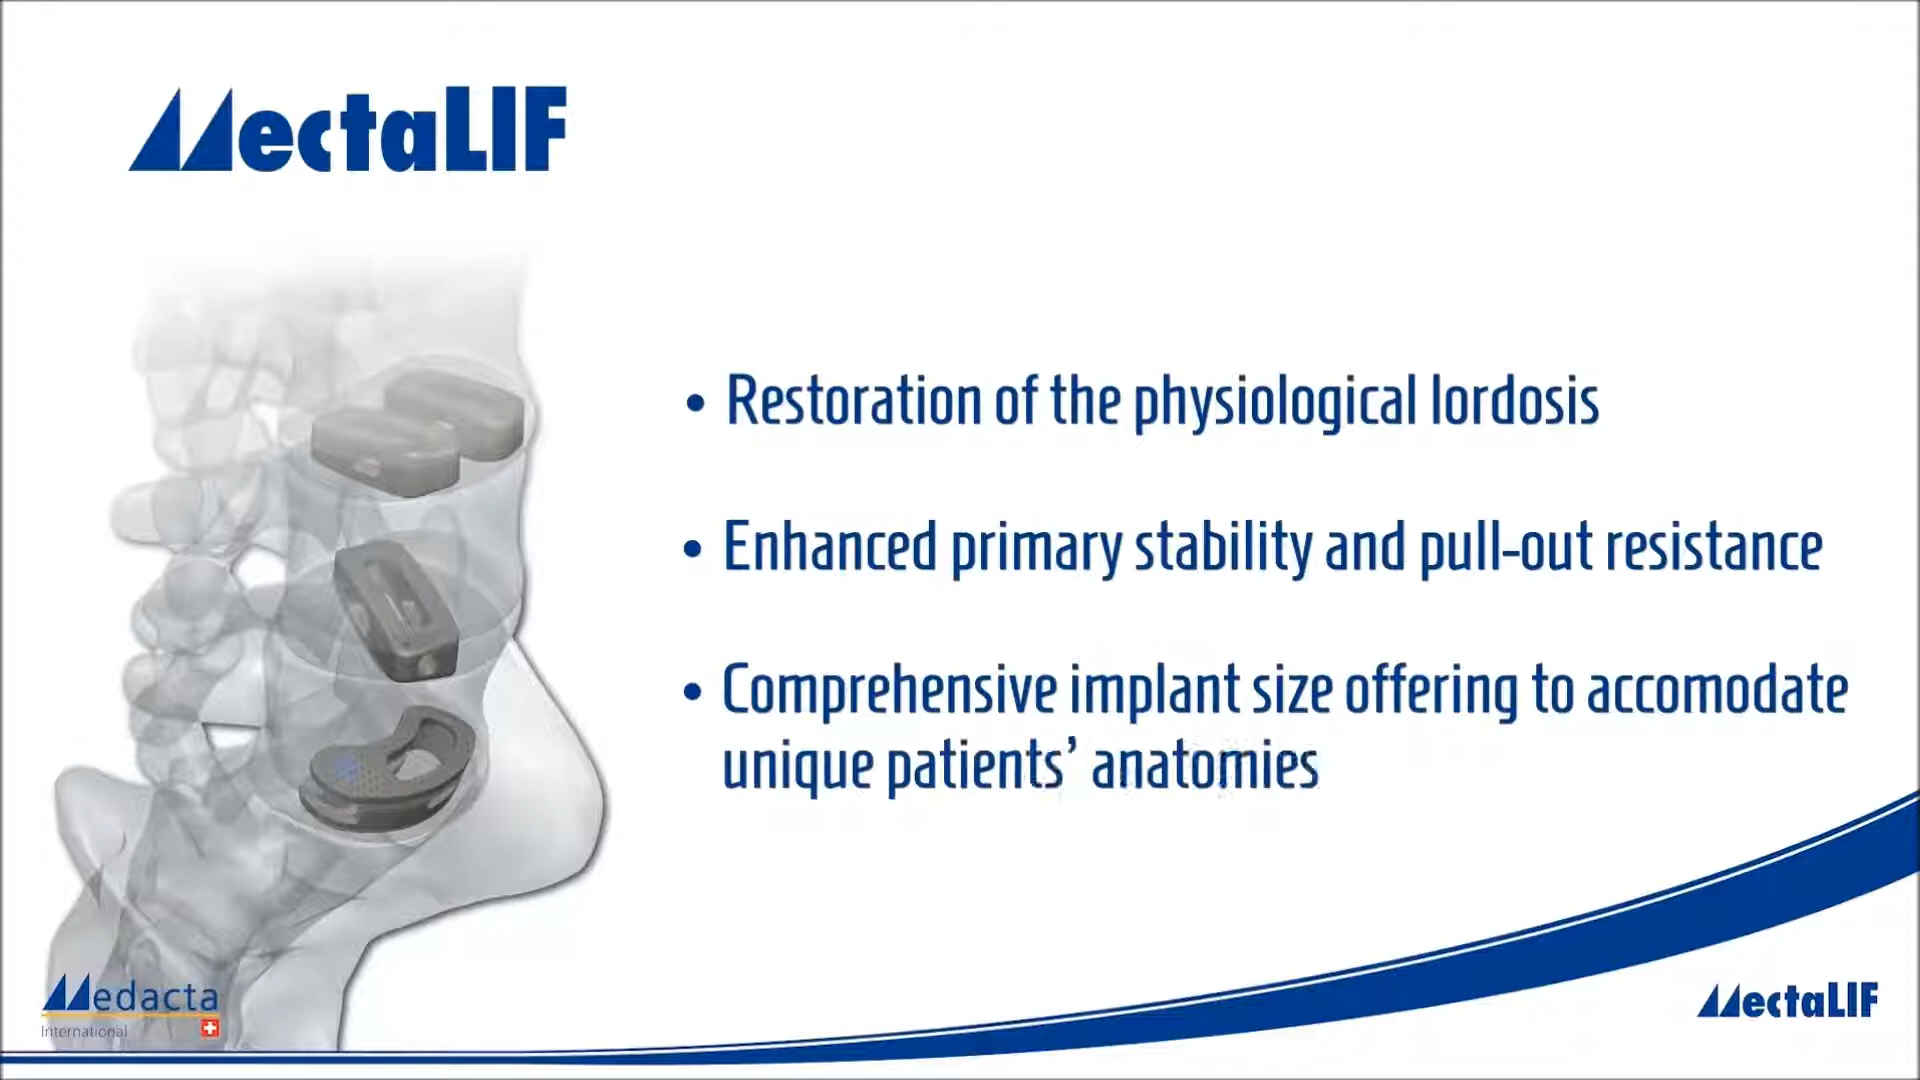 MectaLIF
• Restoration of the physiological lordosis
• Enhanced primary stability and pull-out resistance
• Comprehensive implant size offering to accomodate
unique patients’ anatomies
Medacta
International
MectaLIF